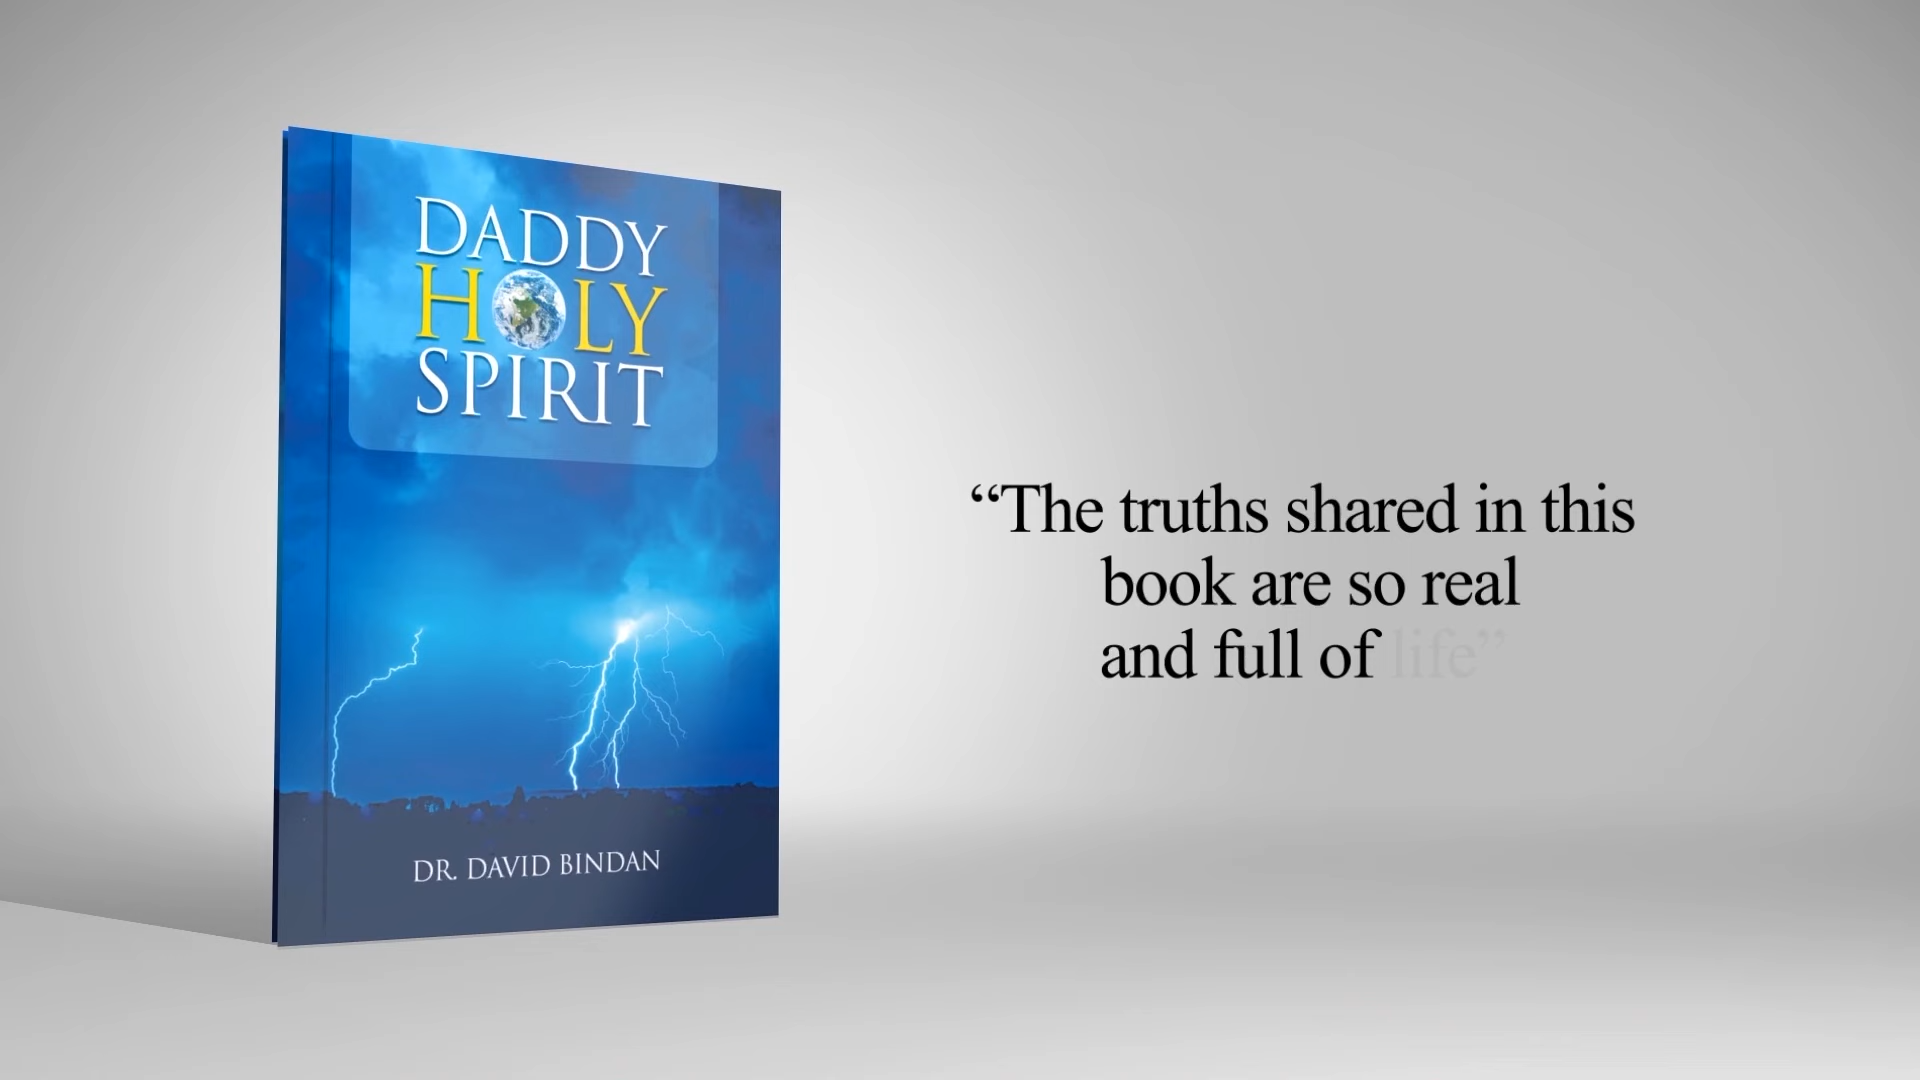 DADDY
HOLY
SPIRIT
DR. DAVID BINDAN
“The truths shared in this
book are so real
and full of life”